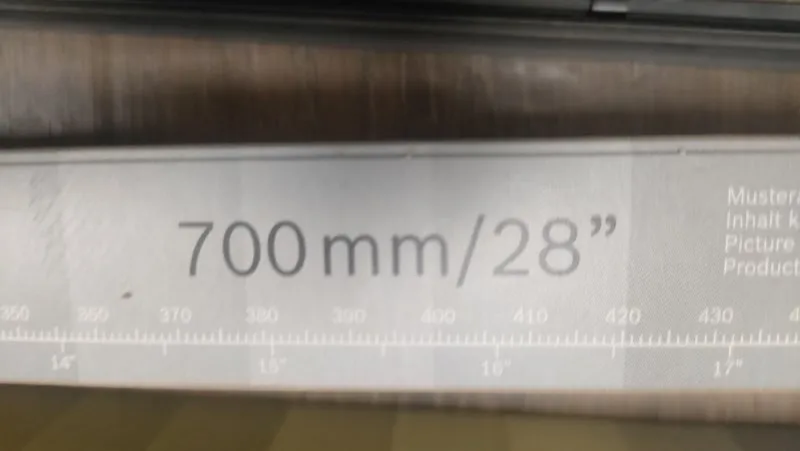 700mm/28”
Muster
Inhalt k
Picture
Product
350 360 370 380 390 400 410 420 430 4
14" 15" 16" 17"